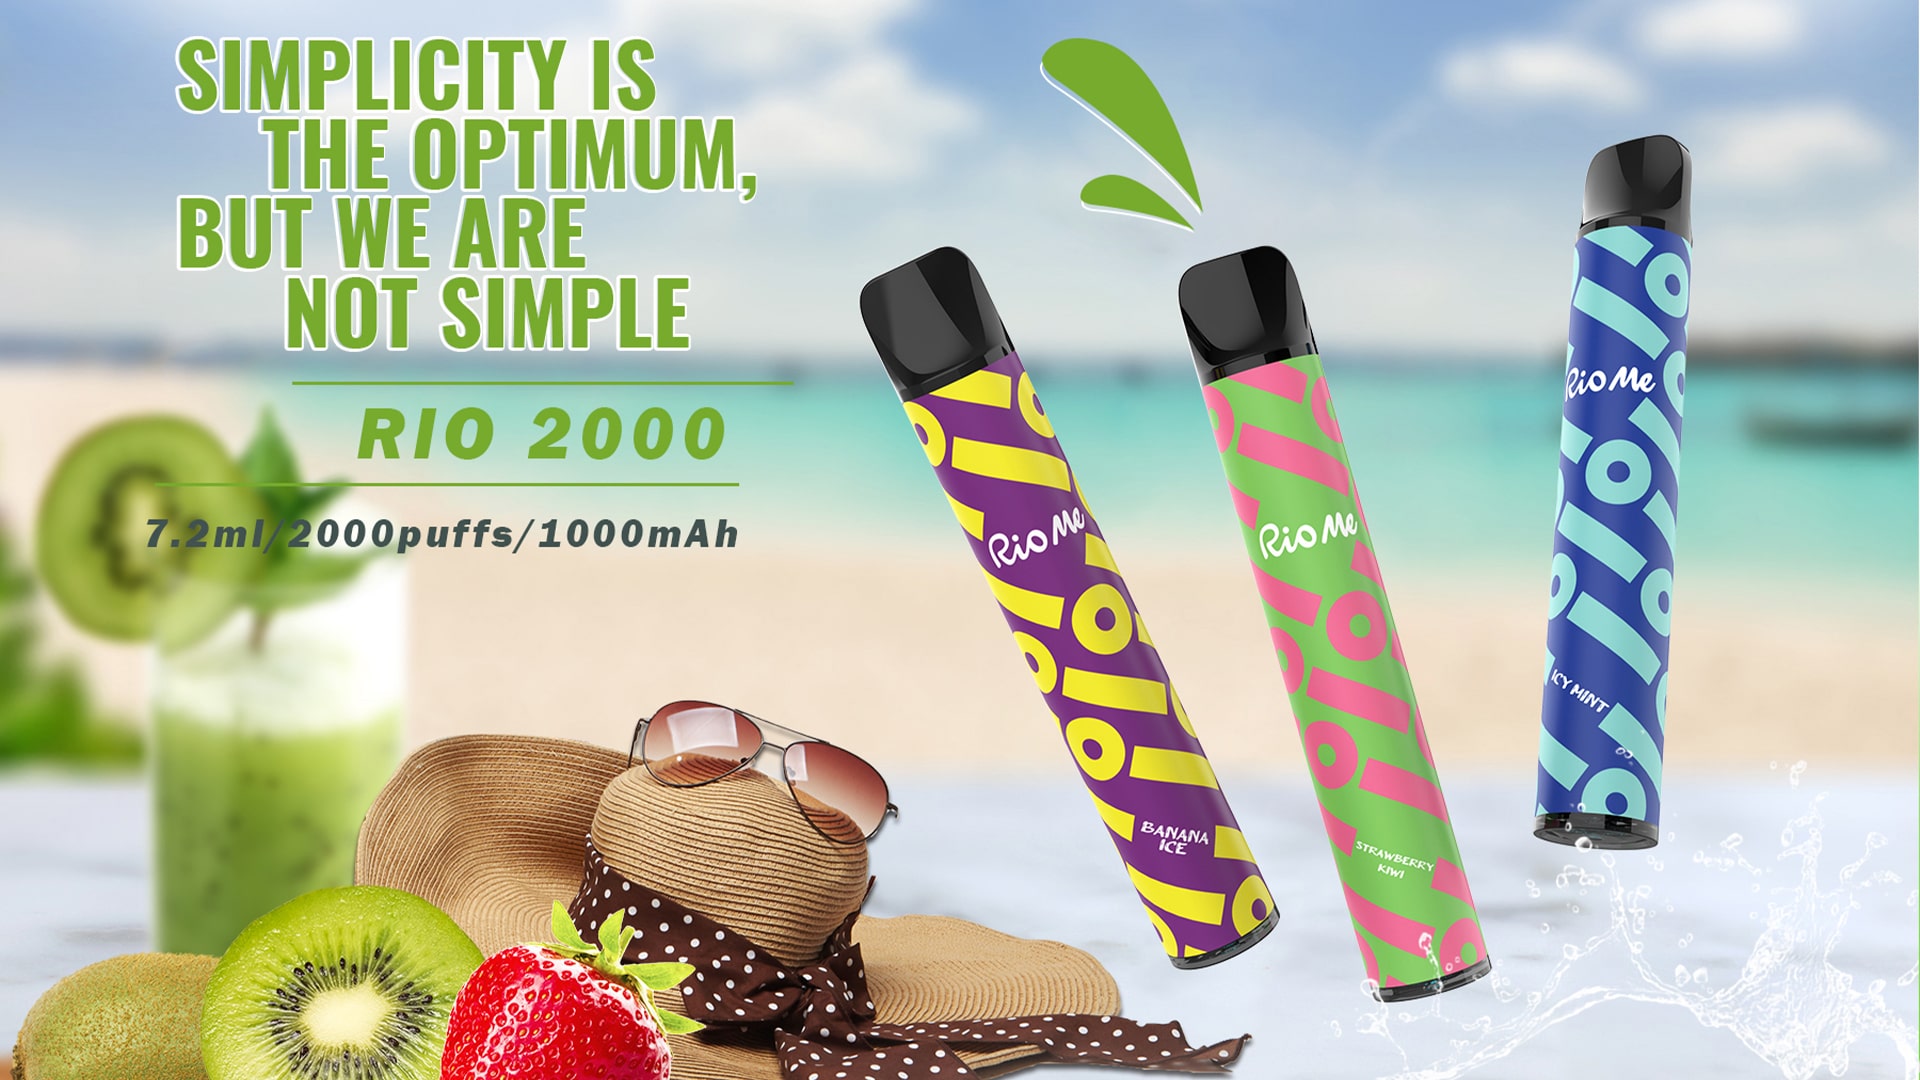 SIMPLICITY IS
THE OPTIMUM,
BUT WE ARE
NOT SIMPLE
RIO 2000
7.2ml/2000puffs/1000mAh
Rio Me
BANANA
ICE
Rio Me
STRAWBERRY
KIWI
Rio Me
ICY MINT